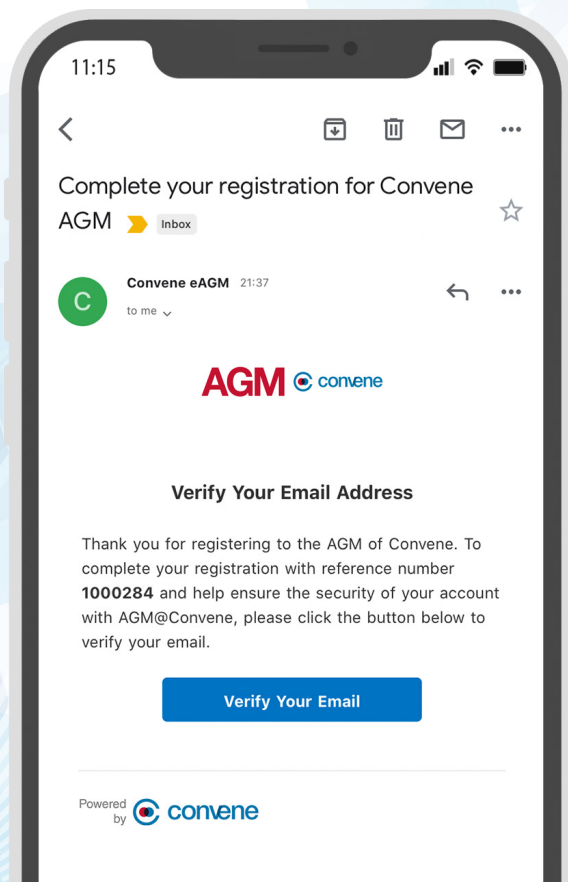 11:15
Complete your registration for Convene
AGM Inbox
C
Convene eAGM 21:37
to me
AGM convene
Verify Your Email Address
Thank you for registering to the AGM of Convene. To
complete your registration with reference number
1000284 and help ensure the security of your account
with AGM@Convene, please click the button below to
verify your email.
Verify Your Email
Powered
by convene